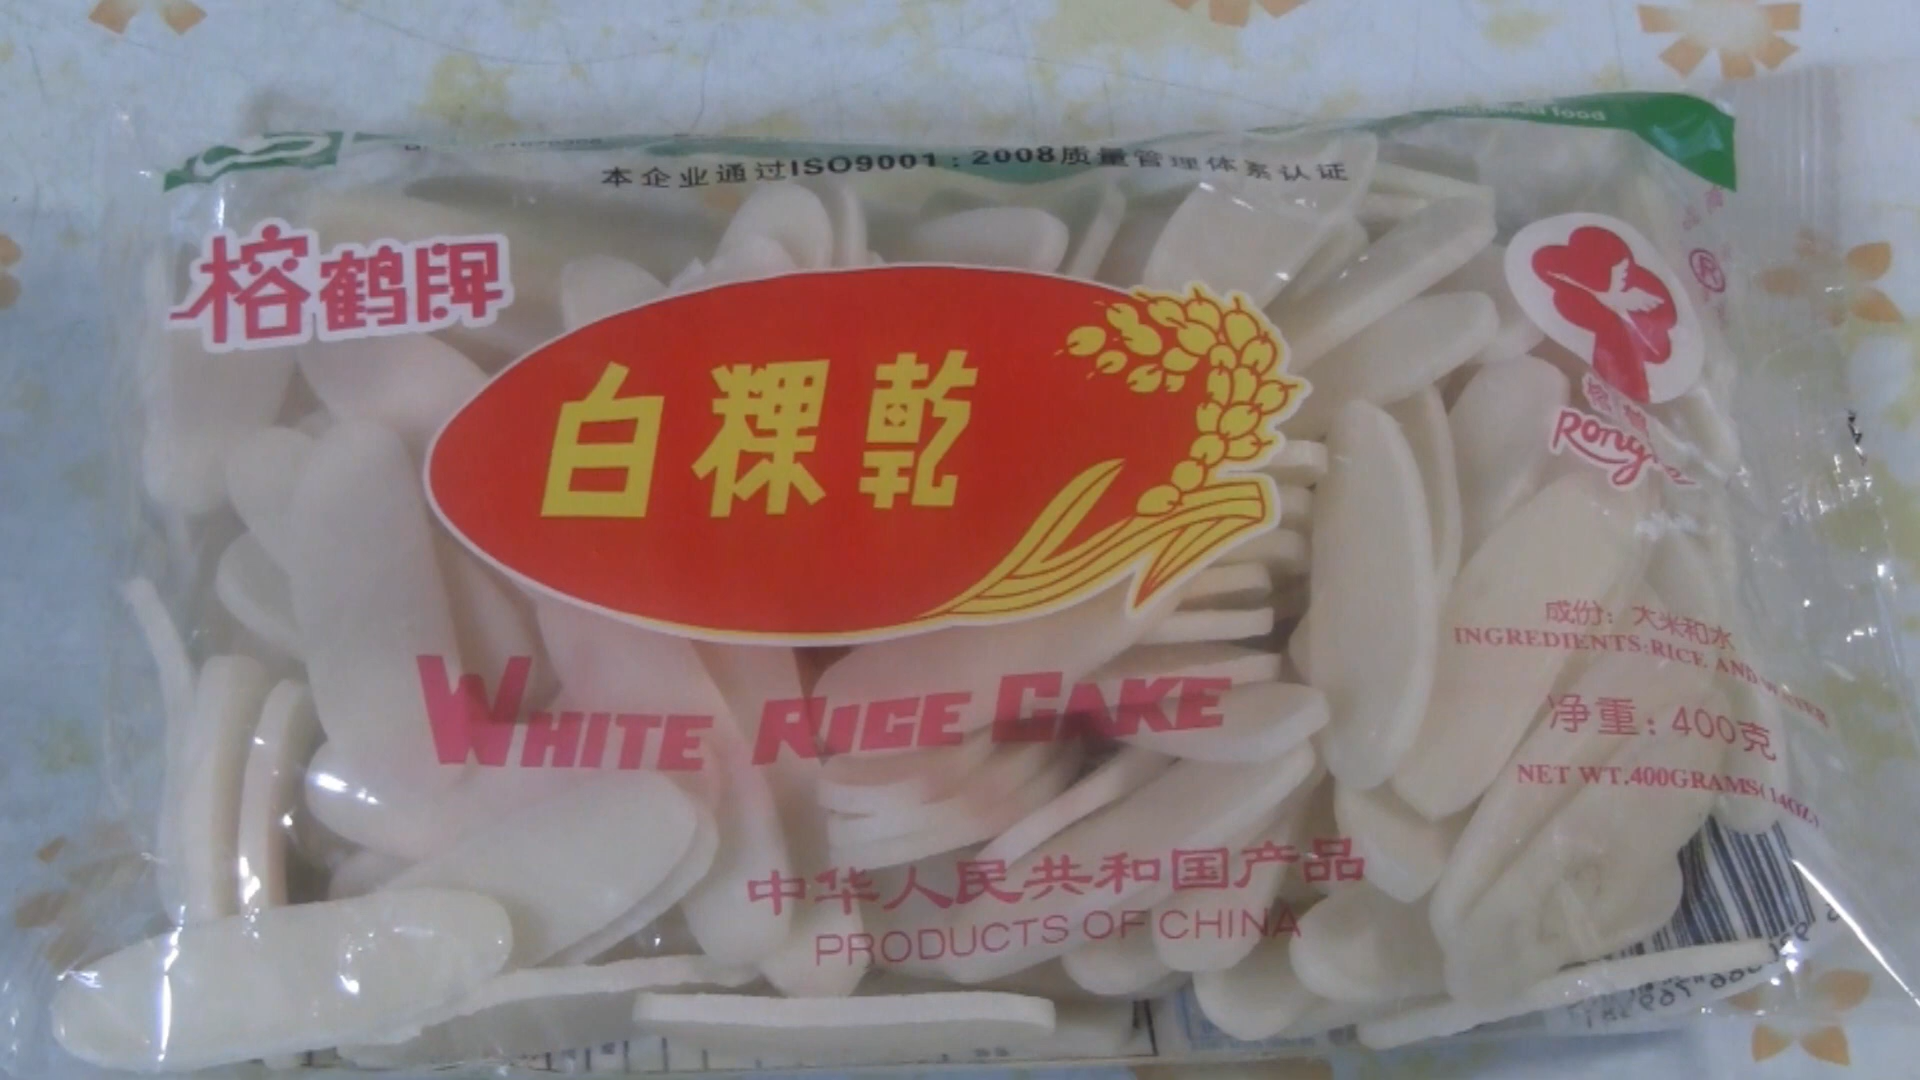 本企业通过ISO9001:2008质量管理体系认证
榕鹤牌
®
白粿乾
WHITE RICE CAKE
成份：大米和水
INGREDIENTS:RICE AND WATER
净重：400克
NET WT.400GRAMS(14OZ)
中华人民共和国产品
PRODUCTS OF CHINA